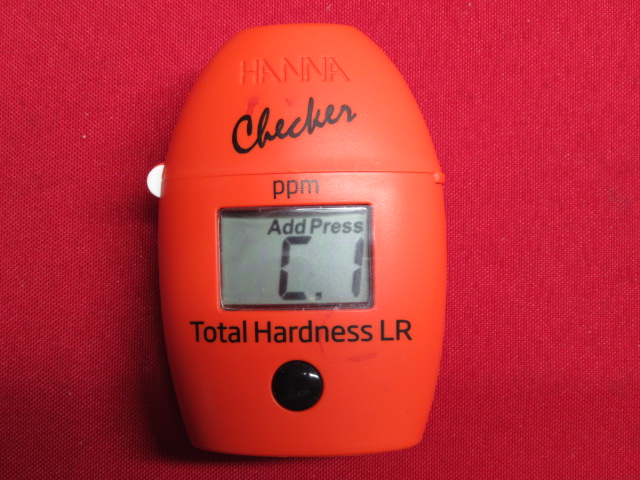 HANNA
Checker
ppm
Add Press
C.1
Total Hardness LR